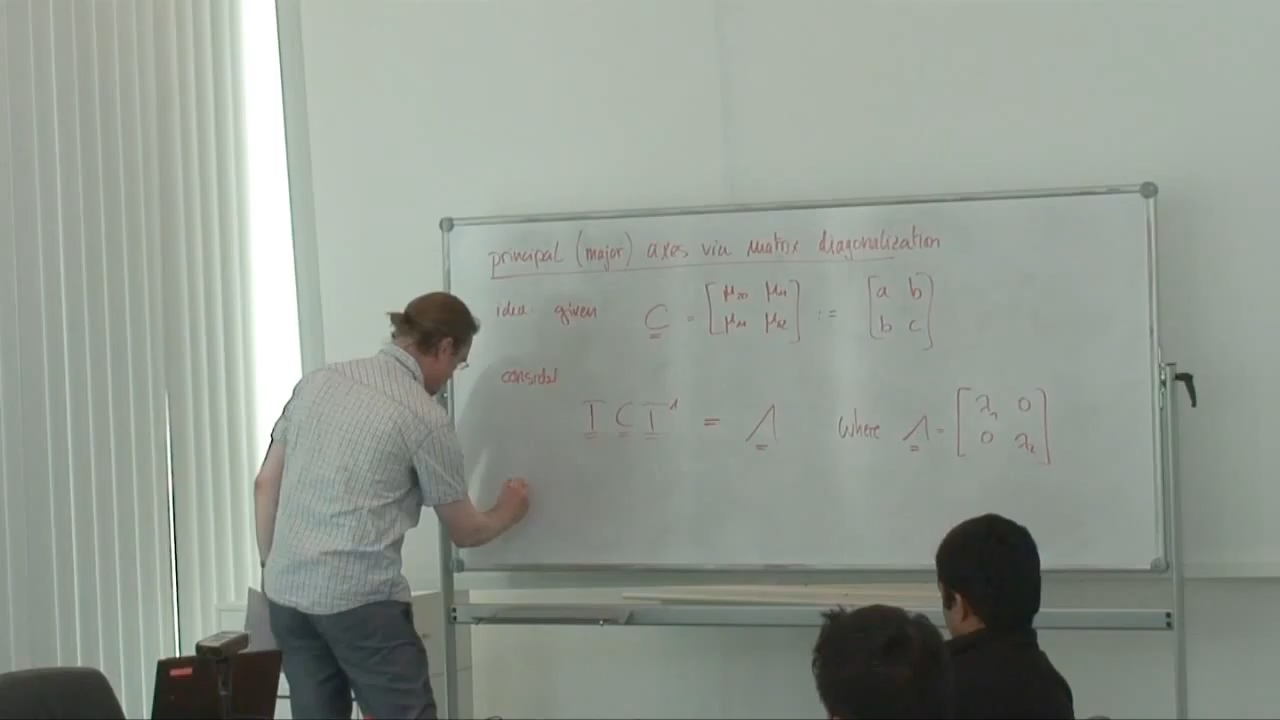 principal (major) axes via matrix diagonalization
idea given C = [μ20 μ11 μ11 μ02] := [a b b c]
consider
T C T⁻¹ = Λ where Λ = [λ1 0 0 λ2]